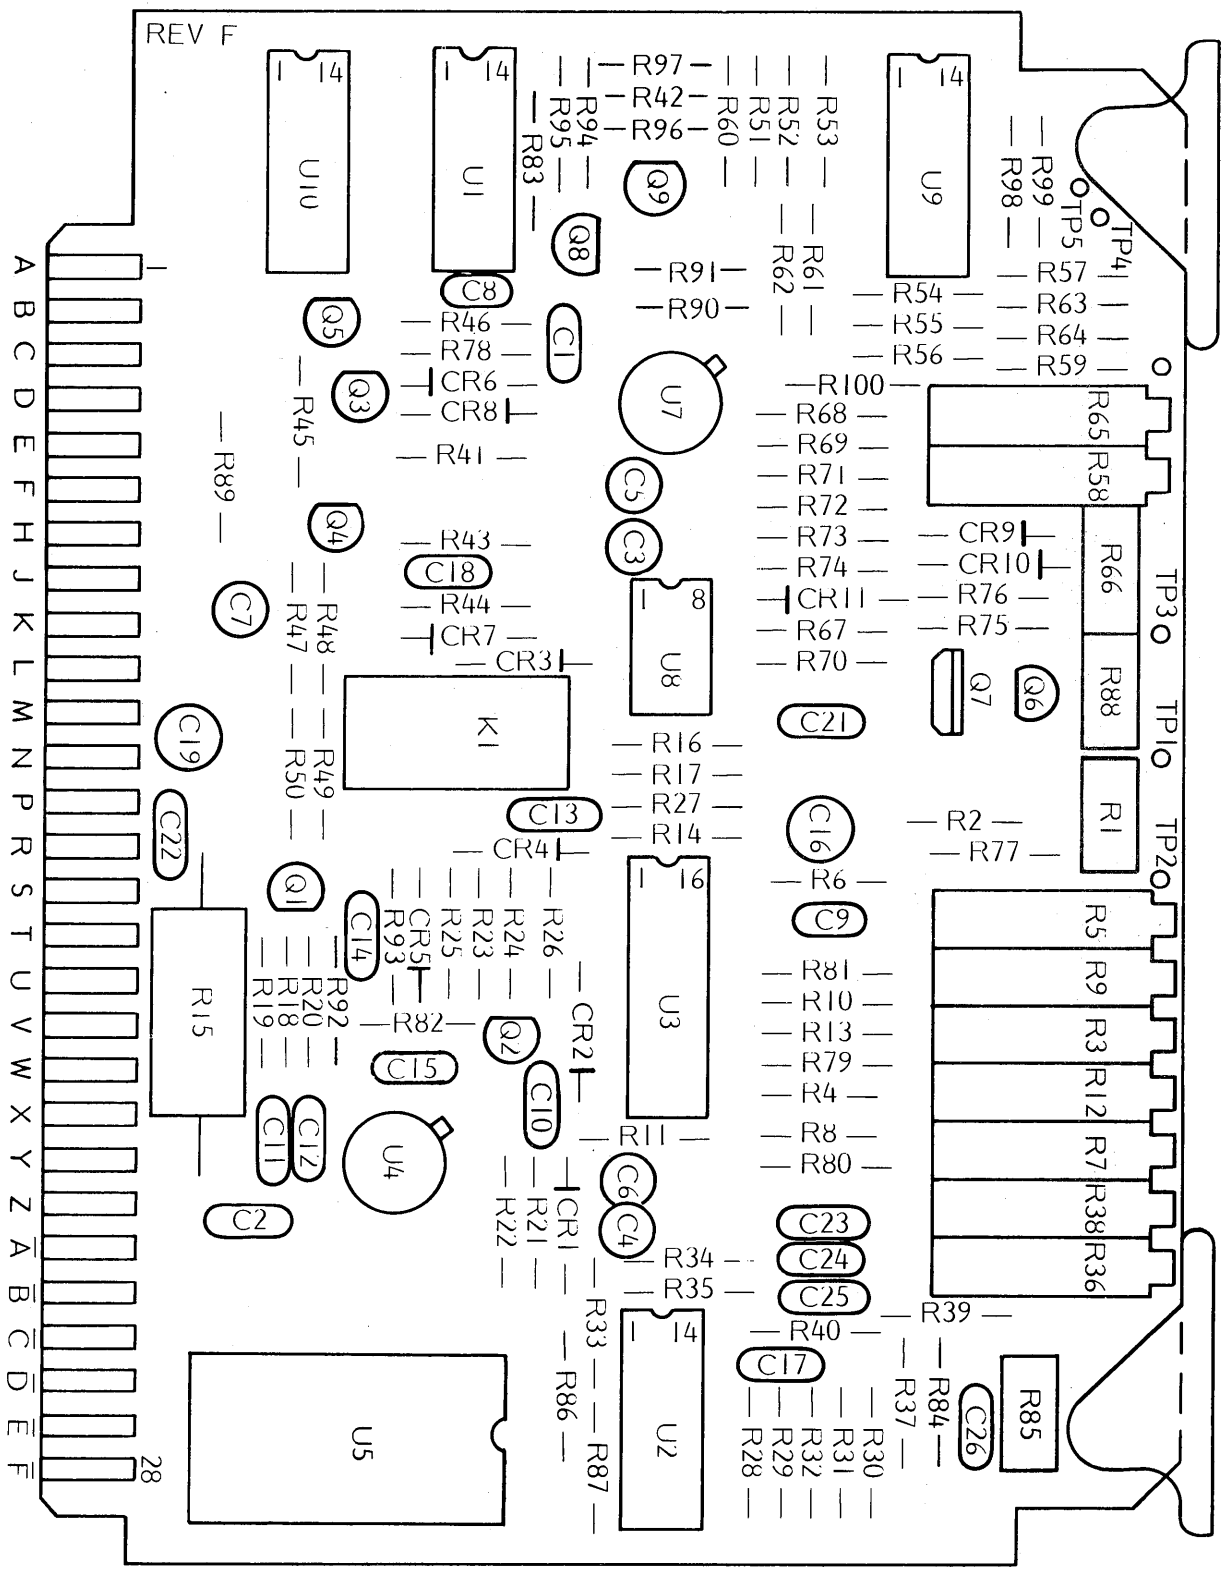 REV F
1 14
U10
1 14
U1
R83
R95
R94
R97
R42
R96
R60
R51
R52
R53
1 14
U9
R98
R99
TP5
TP4
Q9
Q8
R91
R90
R62
R61
R57
R54
R63
R55
R64
R56
R59
A
B
C
D
E
F
H
J
K
L
M
N
P
R
S
T
U
V
W
X
Y
Z
A
B
C
D
E
F
1
28
C8
Q5
R46
C1
R78
Q3
CR6
CR8
U7
R100
R68
R65
R45
R41
R69
R58
R89
C5
R71
R72
Q4
R43
C3
R73
CR9
C18
R74
CR10
R66
C7
R44
1 8
U8
CR11
R76
TP3
R47
R48
CR7
R67
R75
CR3
R70
C19
K1
C21
Q7
Q6
R88
TP1
R50
R49
R16
R17
C13
R27
C22
R14
C16
R2
R1
CR4
R77
TP2
Q1
1 16
U3
R6
C14
R93
CR5
R25
R23
R24
R26
C9
R5
R15
R19
R18
R20
R92
R81
R9
R82
Q2
CR2
R10
R13
R3
C15
R79
C10
R4
R12
C11
C12
U4
R11
R8
R7
R80
C6
C2
R22
R21
CR1
C4
C23
R38
R34
C24
R36
R35
C25
R33
1 14
U2
R40
R39
C17
U5
R86
R87
R28
R29
R32
R31
R30
R37
R84
C26
R85